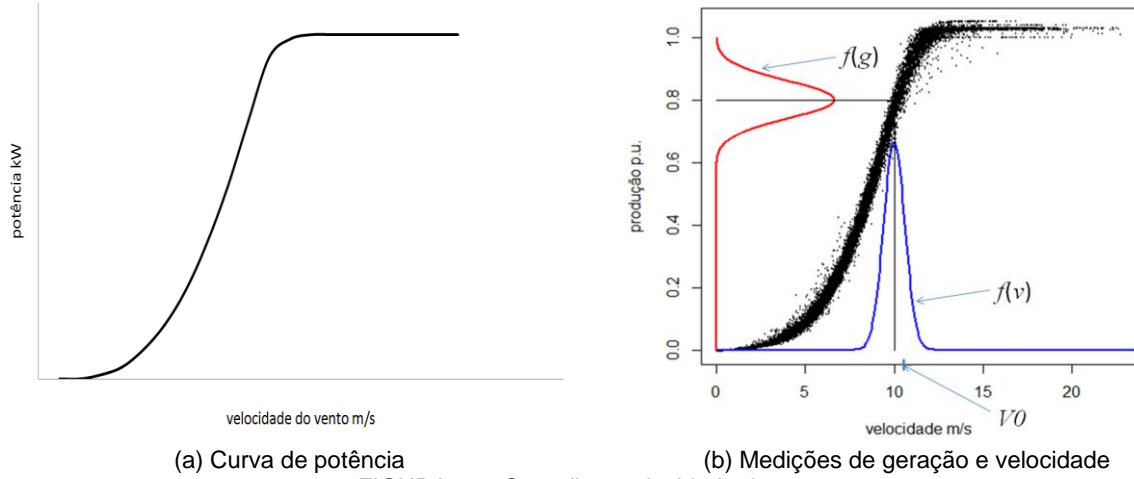 potência kW
velocidade do vento m/s
(a) Curva de potência
produção p.u.
0.0
0.2
0.4
0.6
0.8
1.0
f(g)
f(v)
0
5
10
15
20
V0
velocidade m/s
(b) Medições de geração e velocidade